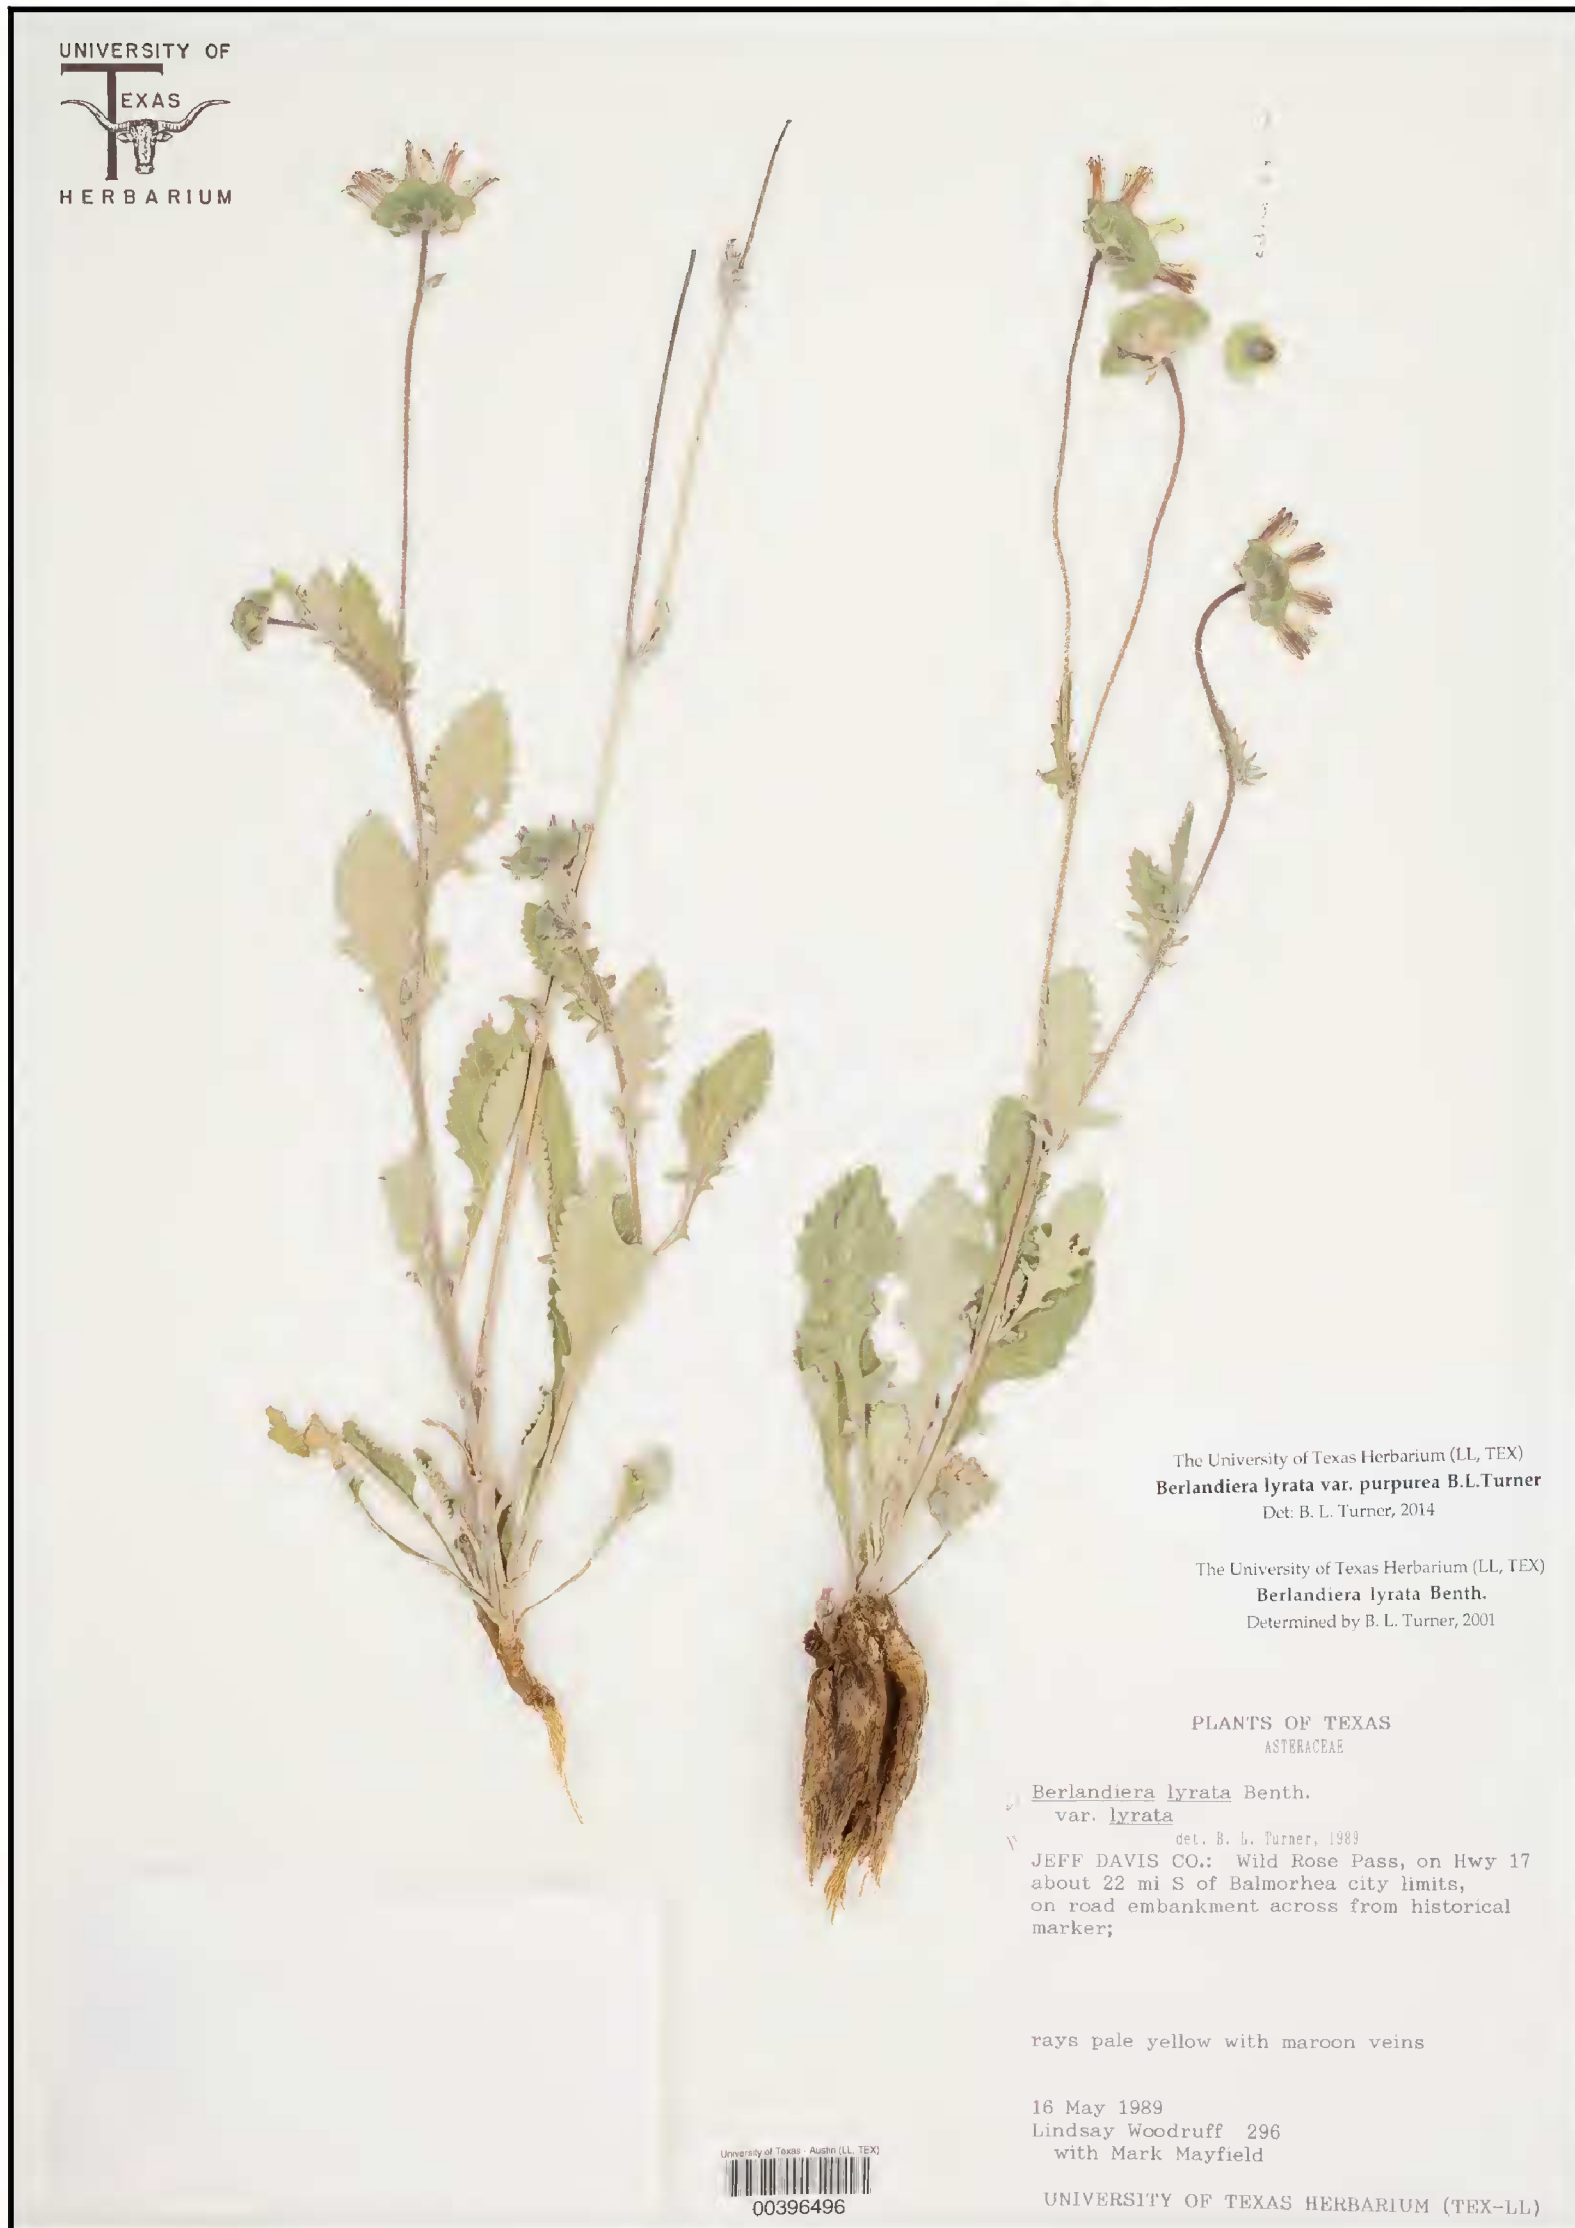 UNIVERSITY OF
TEXAS
HERBARIUM
The University of Texas Herbarium (LL, TEX)
Berlandiera lyrata var. purpurea B.L.Turner
Det: B. L. Turner, 2014
The University of Texas Herbarium (LL, TEX)
Berlandiera lyrata Benth.
Determined by B. L. Turner, 2001
PLANTS OF TEXAS
ASTERACEAE
Berlandiera lyrata Benth.
var. lyrata
det. B. L. Turner, 1989
JEFF DAVIS CO.: Wild Rose Pass, on Hwy 17
about 22 mi S of Balmorhea city limits,
on road embankment across from historical
marker;
rays pale yellow with maroon veins
16 May 1989
Lindsay Woodruff 296
with Mark Mayfield
University of Texas - Austin (LL, TEX)
00396496
UNIVERSITY OF TEXAS HERBARIUM (TEX-LL)